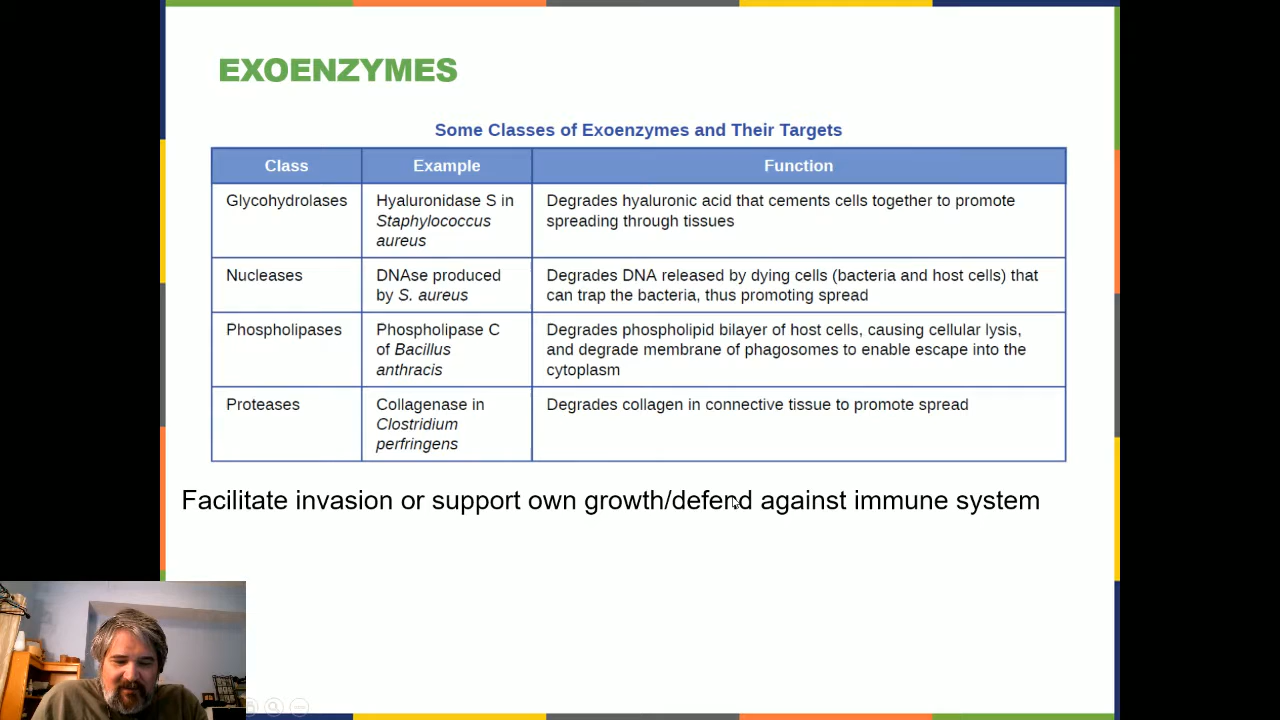 EXOENZYMES
Some Classes of Exoenzymes and Their Targets
Class Example Function
Glycohydrolases
Hyaluronidase S in
Staphylococcus
aureus
Degrades hyaluronic acid that cements cells together to promote
spreading through tissues
Nucleases
DNAse produced
by S. aureus
Degrades DNA released by dying cells (bacteria and host cells) that
can trap the bacteria, thus promoting spread
Phospholipases
Phospholipase C
of Bacillus
anthracis
Degrades phospholipid bilayer of host cells, causing cellular lysis,
and degrade membrane of phagosomes to enable escape into the
cytoplasm
Proteases
Collagenase in
Clostridium
perfringens
Degrades collagen in connective tissue to promote spread
Facilitate invasion or support own growth/defend against immune system